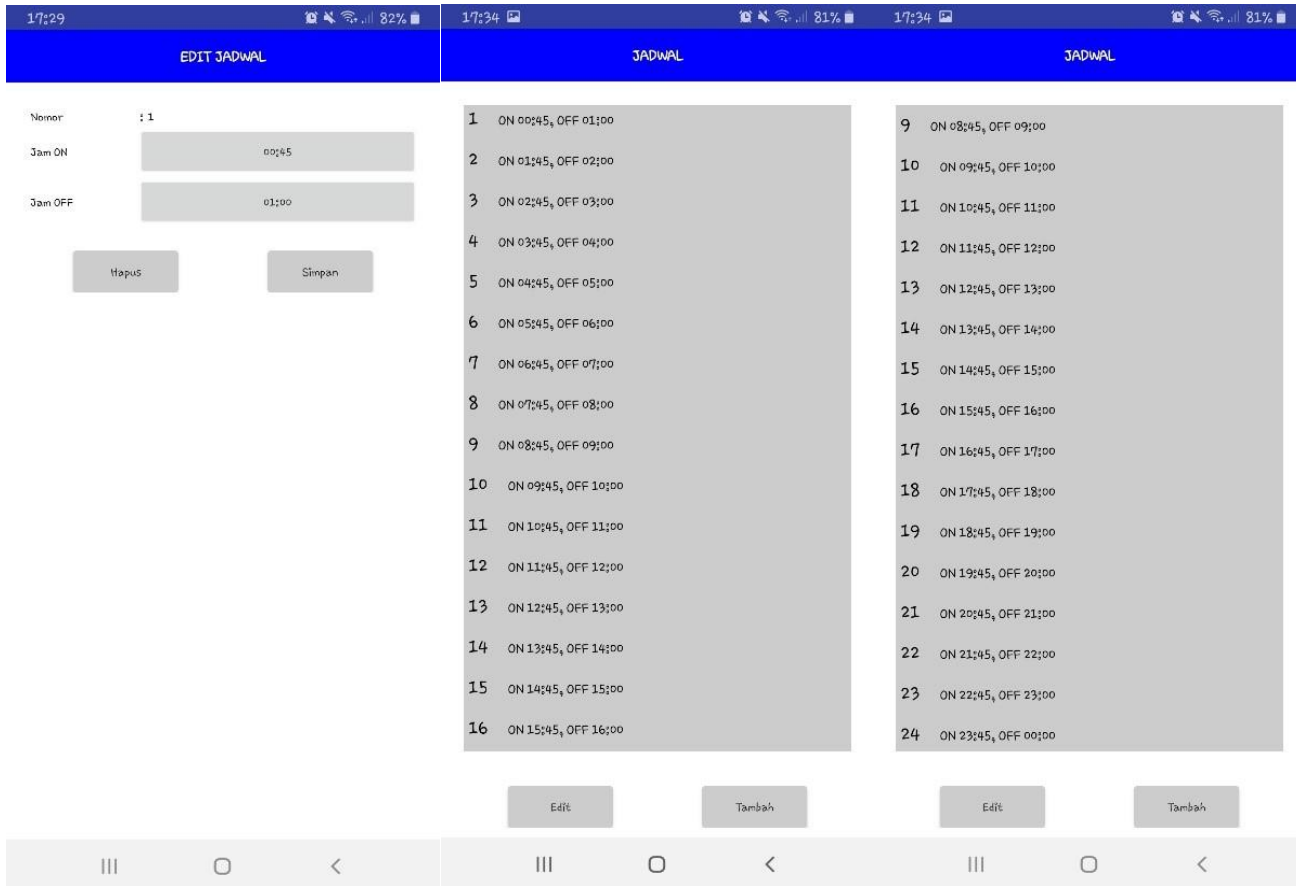 17:29
82%
EDIT JADWAL
Nomor : 1
Jam ON 00:45
Jam OFF 01:00
Hapus Simpan
17:34
81%
JADWAL
1 ON 00:45, OFF 01:00
2 ON 01:45, OFF 02:00
3 ON 02:45, OFF 03:00
4 ON 03:45, OFF 04:00
5 ON 04:45, OFF 05:00
6 ON 05:45, OFF 06:00
7 ON 06:45, OFF 07:00
8 ON 07:45, OFF 08:00
9 ON 08:45, OFF 09:00
10 ON 09:45, OFF 10:00
11 ON 10:45, OFF 11:00
12 ON 11:45, OFF 12:00
13 ON 12:45, OFF 13:00
14 ON 13:45, OFF 14:00
15 ON 14:45, OFF 15:00
16 ON 15:45, OFF 16:00
Edit Tambah
17:34
81%
JADWAL
9 ON 08:45, OFF 09:00
10 ON 09:45, OFF 10:00
11 ON 10:45, OFF 11:00
12 ON 11:45, OFF 12:00
13 ON 12:45, OFF 13:00
14 ON 13:45, OFF 14:00
15 ON 14:45, OFF 15:00
16 ON 15:45, OFF 16:00
17 ON 16:45, OFF 17:00
18 ON 17:45, OFF 18:00
19 ON 18:45, OFF 19:00
20 ON 19:45, OFF 20:00
21 ON 20:45, OFF 21:00
22 ON 21:45, OFF 22:00
23 ON 22:45, OFF 23:00
24 ON 23:45, OFF 00:00
Edit Tambah